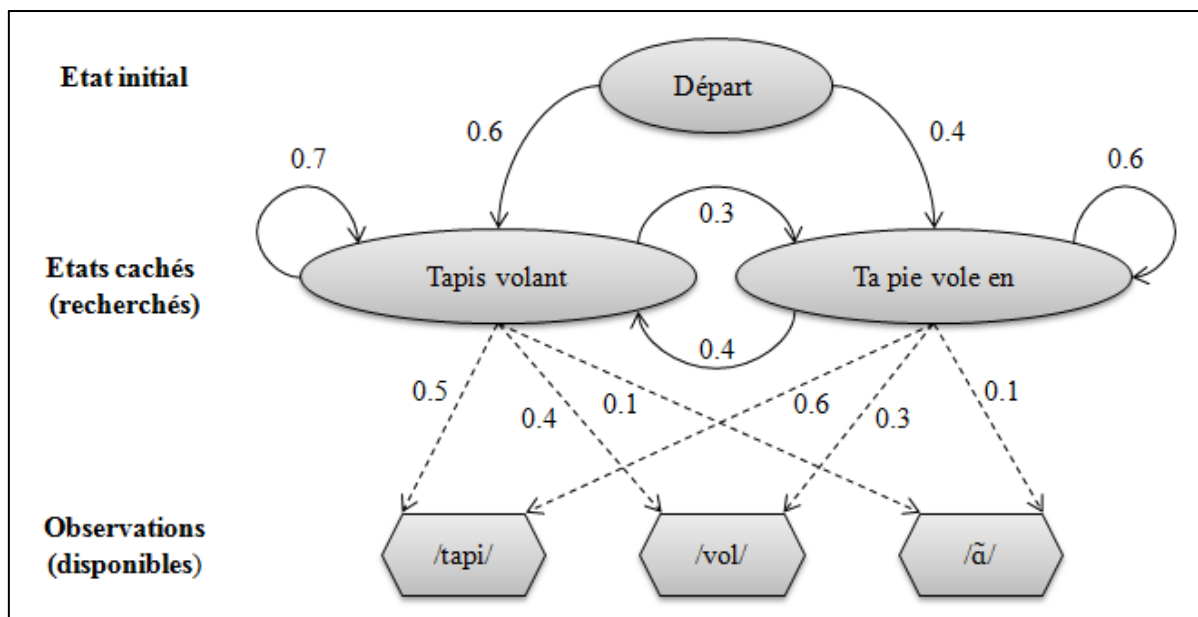 Etat initial
Départ
0.6
0.4
0.7
0.6
0.3
Etats cachés
(recherchés)
Tapis volant
Ta pie vole en
0.4
0.5
0.4
0.1
0.6
0.3
0.1
Observations
(disponibles)
/tapi/
/vol/
/ɑ̃/